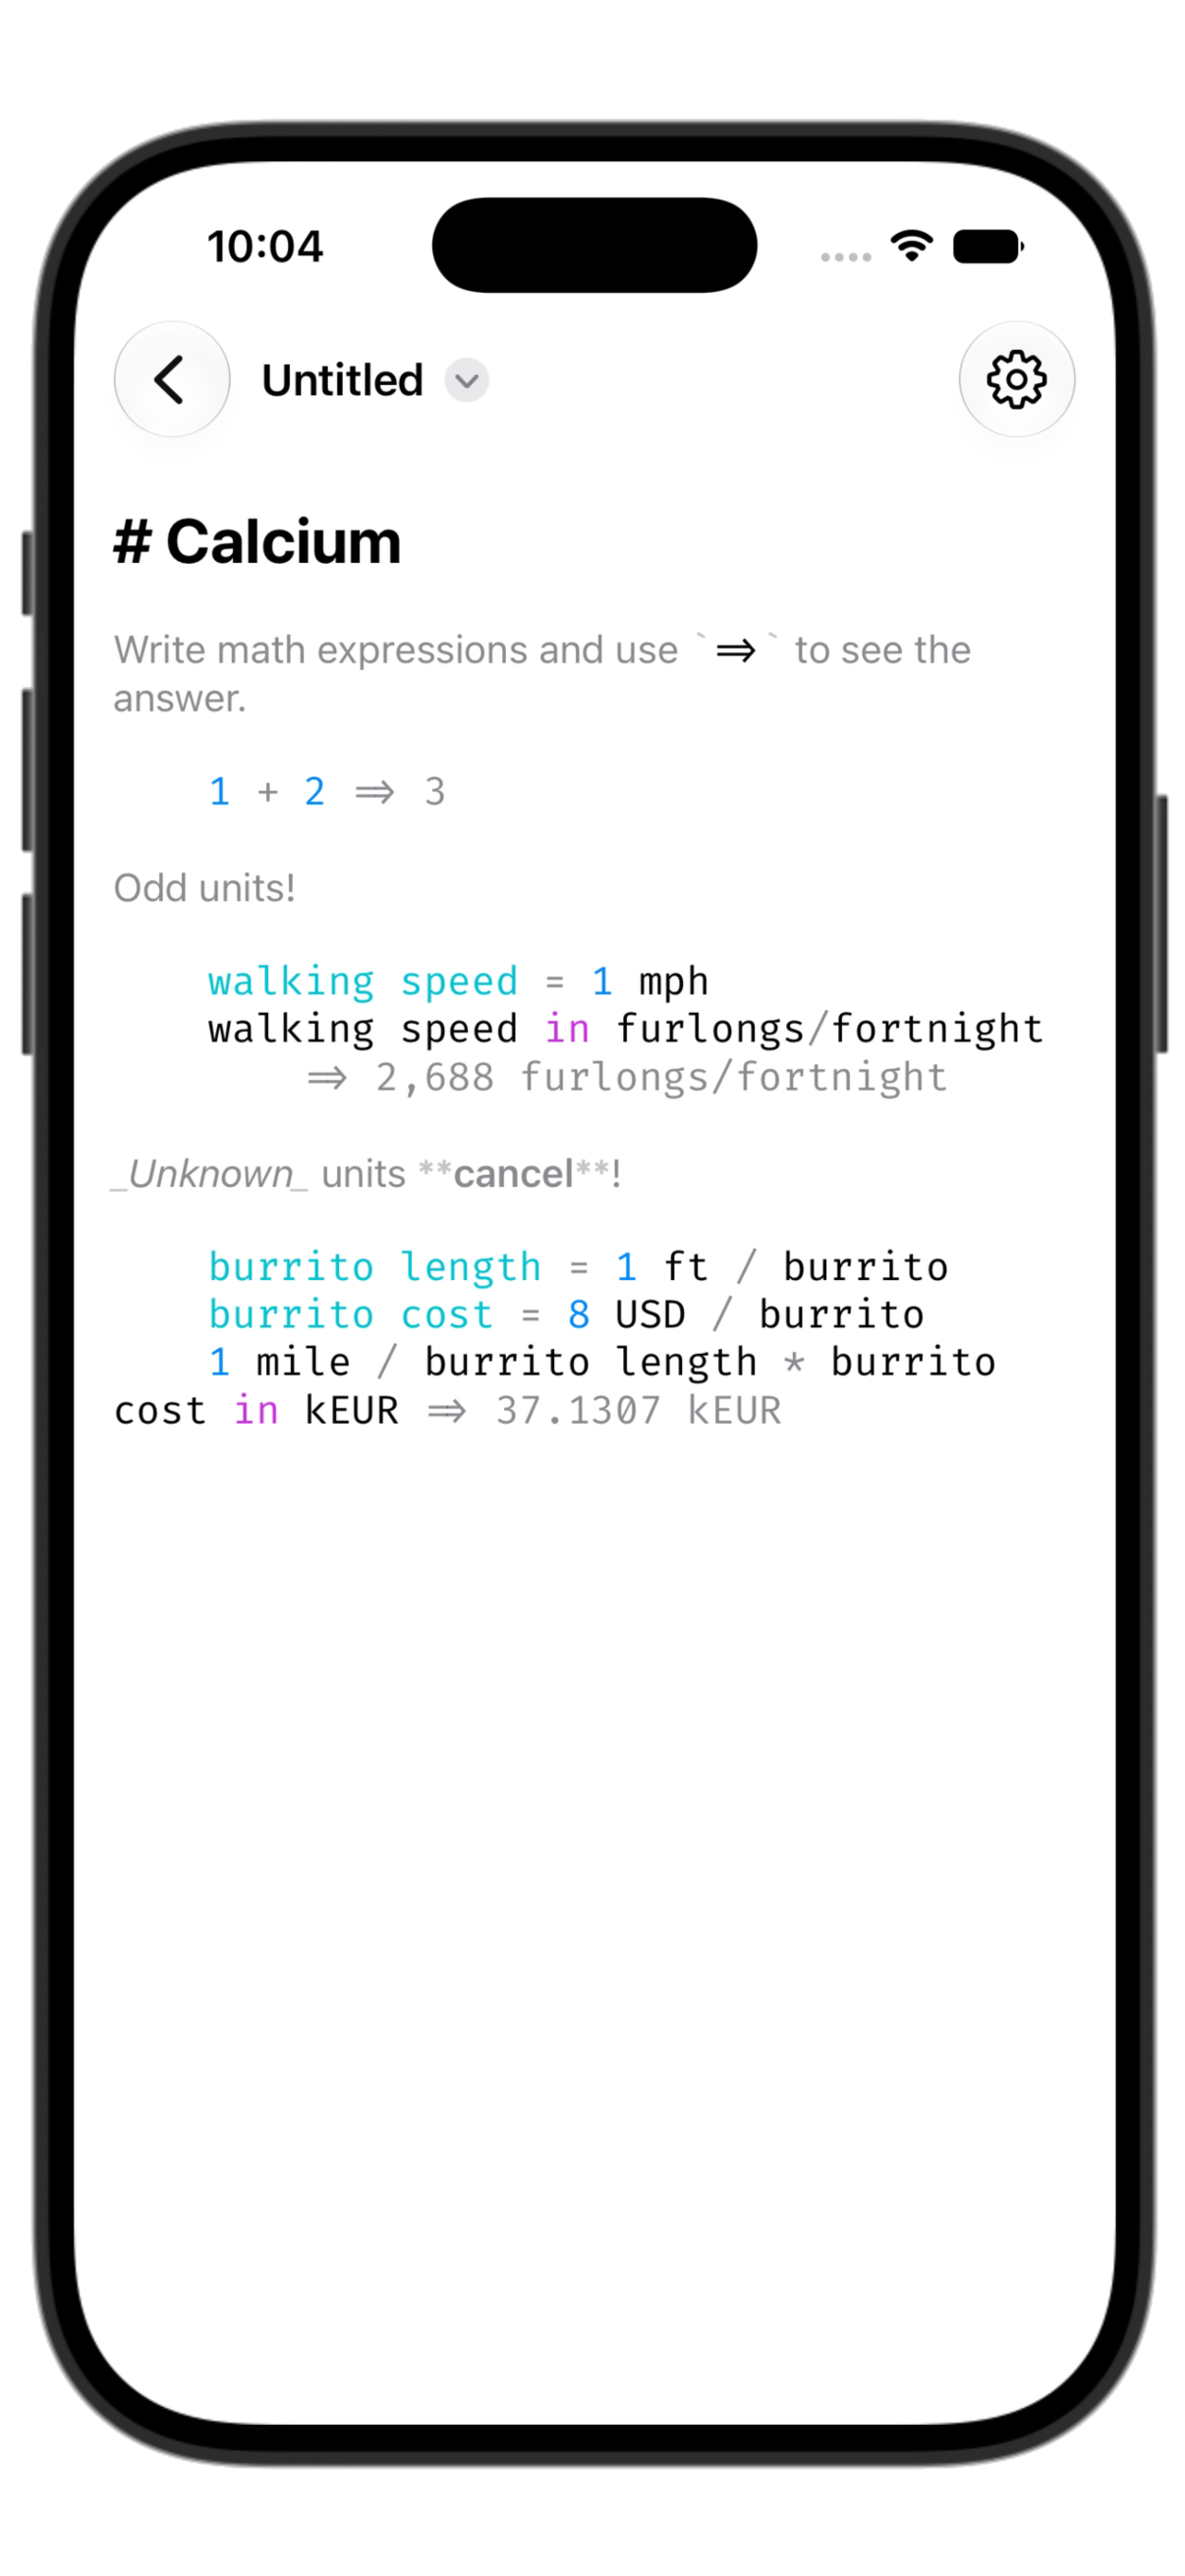 10:04
Untitled
# Calcium
Write math expressions and use `⇒` to see the
answer.
1 + 2 ⇒ 3
Odd units!
walking speed = 1 mph
walking speed in furlongs/fortnight
⇒ 2,688 furlongs/fortnight
_Unknown_ units **cancel**!
burrito length = 1 ft / burrito
burrito cost = 8 USD / burrito
1 mile / burrito length * burrito
cost in kEUR ⇒ 37.1307 kEUR